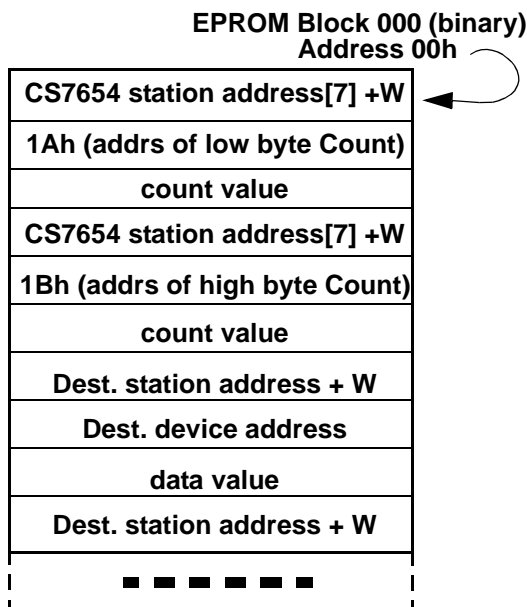 EPROM Block 000 (binary)
Address 00h
CS7654 station address[7] +W
1Ah (addrs of low byte Count)
count value
CS7654 station address[7] +W
1Bh (addrs of high byte Count)
count value
Dest. station address + W
Dest. device address
data value
Dest. station address + W